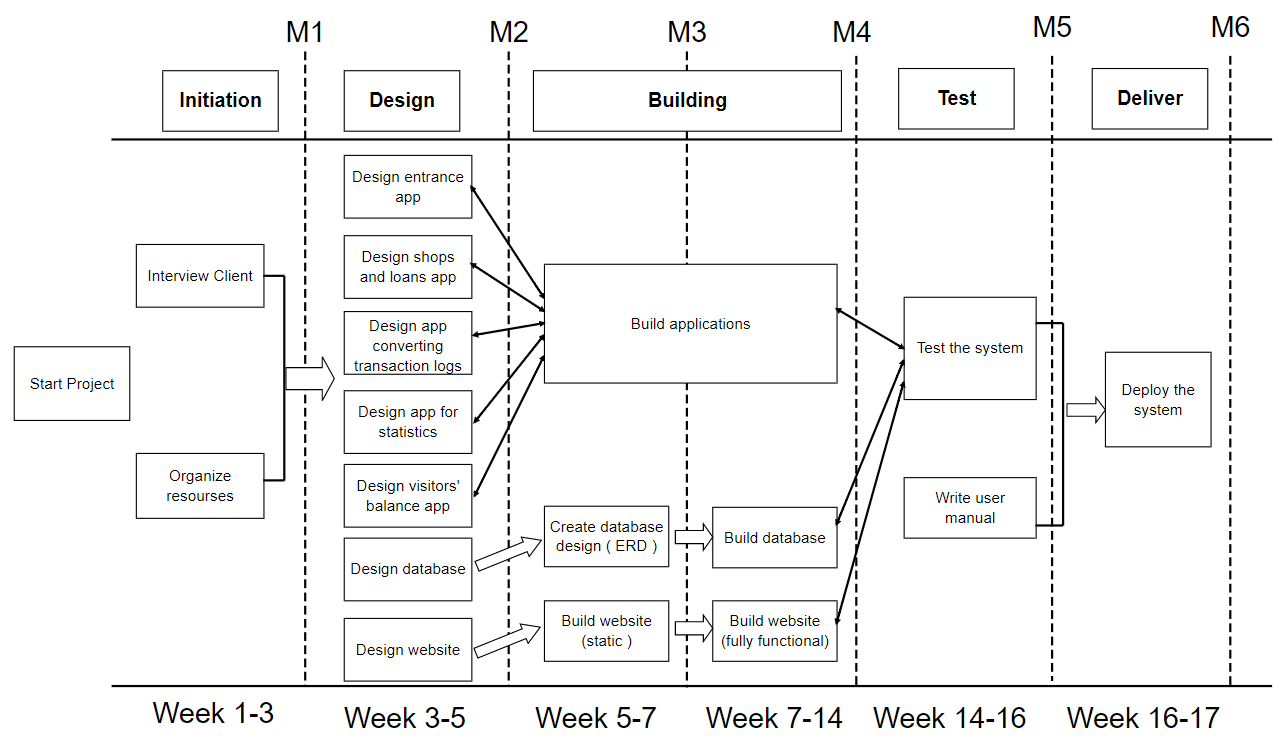 M1
M2
M3
M4
M5
M6
Initiation
Design
Building
Test
Deliver
Design entrance
app
Interview Client
Design shops
and loans app
Design app
converting
transaction logs
Build applications
Test the system
Start Project
Deploy the
system
Design app for
statistics
Organize
resourses
Design visitors'
balance app
Write user
manual
Design database
Create database
design ( ERD )
Build database
Design website
Build website
(static )
Build website
(fully functional)
Week 1-3
Week 3-5
Week 5-7
Week 7-14
Week 14-16
Week 16-17